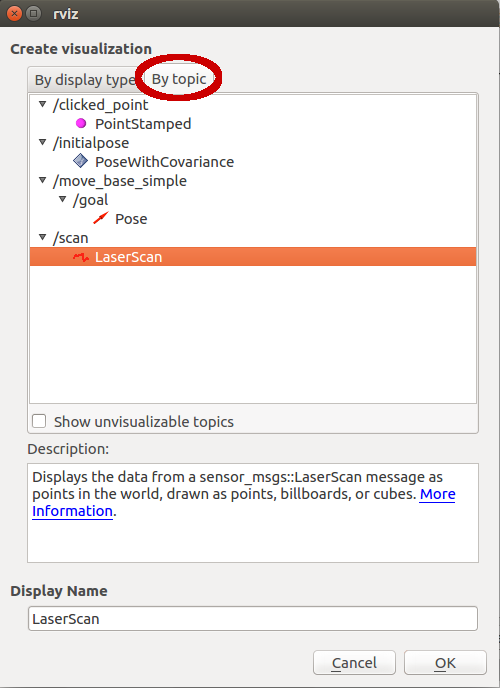 rviz
Create visualization
By display type By topic
/clicked_point
PointStamped
/initialpose
PoseWithCovariance
/move_base_simple
/goal
Pose
/scan
LaserScan
Show unvisualizable topics
Description:
Displays the data from a sensor_msgs::LaserScan message as
points in the world, drawn as points, billboards, or cubes. More
Information.
Display Name
LaserScan
Cancel OK